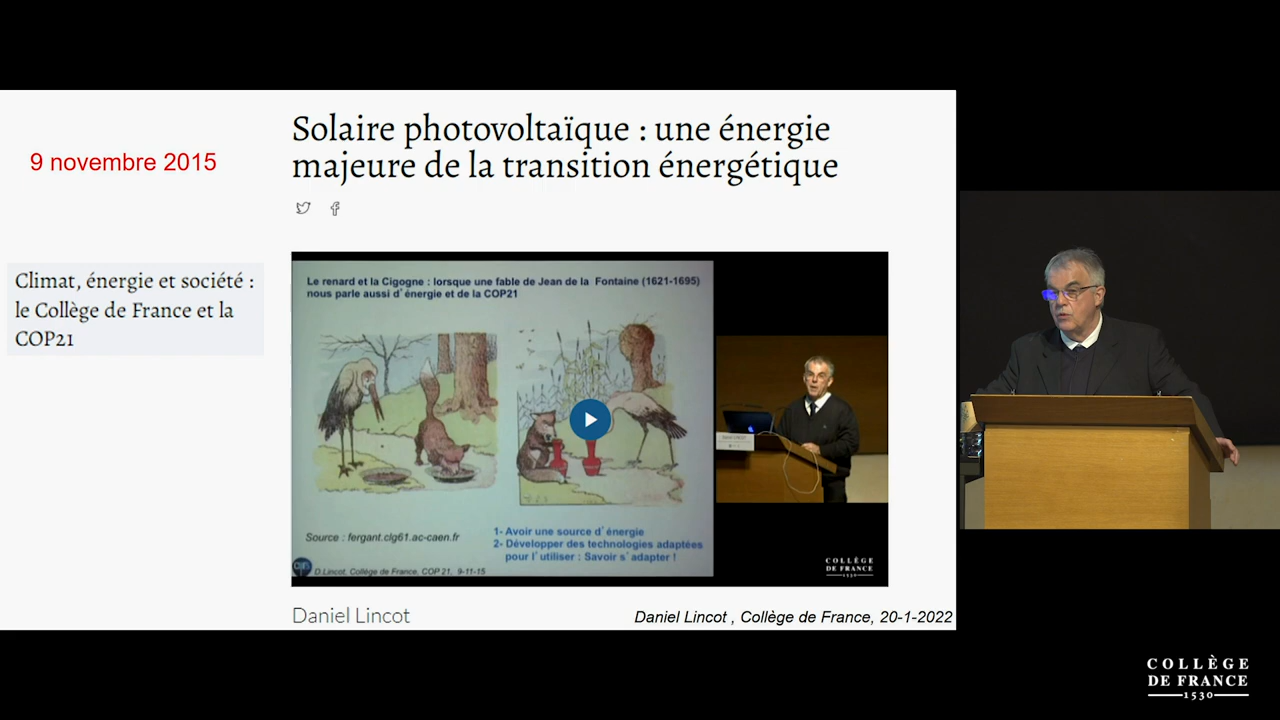 9 novembre 2015
Climat, énergie et société :
le Collège de France et la
COP21
Solaire photovoltaïque : une énergie
majeure de la transition énergétique
Le renard et la Cigogne : lorsque une fable de Jean de la Fontaine (1621-1695)
nous parle aussi d'énergie et de la COP21
Source : fergant.clg61.ac-caen.fr
1- Avoir une source d'énergie
2- Développer des technologies adaptées
pour l'utiliser : Savoir s'adapter !
cnrs
D.Lincot, Collège de France, COP 21, 9-11-15
COLLÈGE
DE FRANCE
1530
Daniel Lincot
Daniel Lincot , Collège de France, 20-1-2022
COLLÈGE
DE FRANCE
1530